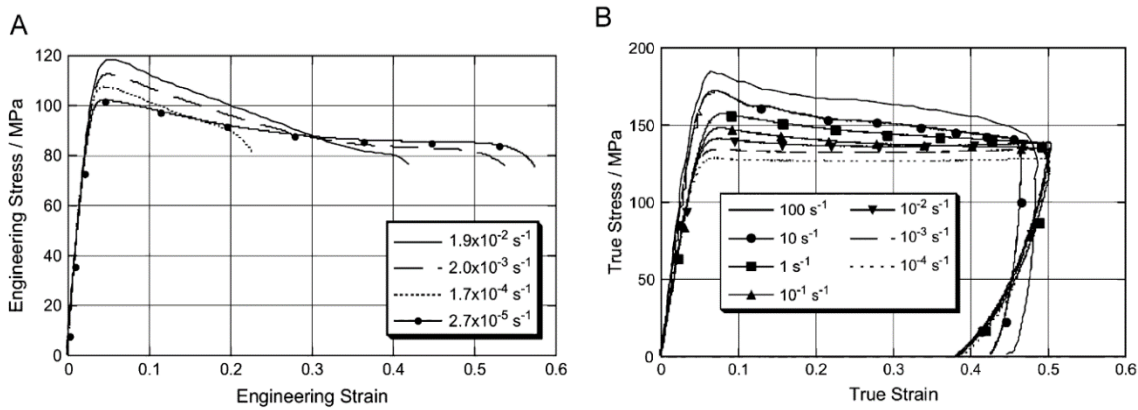 A
Engineering Stress / MPa
120
100
80
60
40
20
0
0 0.1 0.2 0.3 0.4 0.5 0.6
Engineering Strain
1.9x10⁻² s⁻¹
2.0x10⁻³ s⁻¹
1.7x10⁻⁴ s⁻¹
2.7x10⁻⁵ s⁻¹
B
True Stress / MPa
200
150
100
50
0
0 0.1 0.2 0.3 0.4 0.5 0.6
True Strain
100 s⁻¹ 10⁻² s⁻¹
10 s⁻¹ 10⁻³ s⁻¹
1 s⁻¹ 10⁻⁴ s⁻¹
10⁻¹ s⁻¹